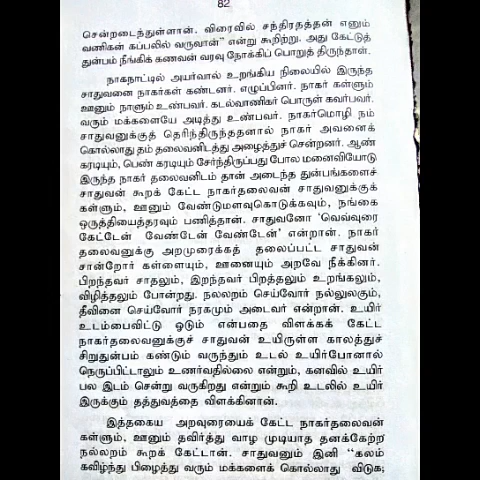 82
சென்றடைந்துள்ளான். விரைவில் சந்திரதத்தன் எனும்
வணிகன் கப்பலில் வருவான்" என்று கூறிற்று. அது கேட்டுத்
துன்பம் நீங்கிக் கணவன் வரவு நோக்கிப் பொறுத் திருந்தாள்.
நாகநாட்டில் அயர்வால் உறங்கிய நிலையில் இருந்த
சாதுவனை நாகர்கள் கண்டனர். எழுப்பினர். நாகர் கள்ளும்
ஊனும் நாளும் உண்பவர். கடல்வாணிகர் பொருள் கவர்பவர்.
வரும் மக்களையே அடித்து உண்பவர். நாகர்மொழி நம்
சாதுவனுக்குத் தெரிந்திருந்ததனால் நாகர் அவனைக்
கொல்லாது தம் தலைவனிடத்து அழைத்துச் சென்றனர். ஆண்
கரடியும், பெண் கரடியும் சேர்ந்திருப்பது போல மனைவியோடு
இருந்த நாகர் தலைவனிடம் தான் அடைந்த துன்பங்களைச்
சாதுவன் கூறக் கேட்ட நாகர்தலைவன் சாதுவனுக்குக்
கள்ளும், ஊனும் வேண்டுமளவுகொடுக்கவும், நங்கை
ஒருத்தியைத்தரவும் பணித்தான். சாதுவனோ 'வெவ்வுரை
கேட்டேன் வேண்டேன் வேண்டேன்' என்றான். நாகர்
தலைவனுக்கு அறமுரைக்கத் தலைப்பட்ட சாதுவன்
சான்றோர் கள்ளையும், ஊனையும் அறவே நீக்கினர்.
பிறந்தவர் சாதலும், இறந்தவர் பிறத்தலும் உறங்கலும்,
விழித்தலும் போன்றது. நல்லறம் செய்வோர் நல்லுலகும்,
தீவினை செய்வோர் நரகமும் அடைவர் என்றான். உயிர்
உடம்பைவிட்டு ஓடும் என்பதை விளக்கக் கேட்ட
நாகர்தலைவனுக்குச் சாதுவன் உயிருள்ள காலத்துச்
சிறுதுன்பம் கண்டும் வருந்தும் உடல் உயிர்போனால்
நெருப்பிட்டாலும் உணர்வதில்லை என்றும், கனவில் உயிர்
பல இடம் சென்று வருகிறது என்றும் கூறி உடலில் உயிர்
இருக்கும் தத்துவத்தை விளக்கினான்.
இத்தகைய அறவுரையைக் கேட்ட நாகர்தலைவன்
கள்ளும், ஊனும் தவிர்த்து வாழ முடியாத தனக்கேற்ற
நல்லறம் கூறக் கேட்டான். சாதுவனும் இனி "கலம்
கவிழ்ந்து பிழைத்து வரும் மக்களைக் கொல்லாது விடுக;